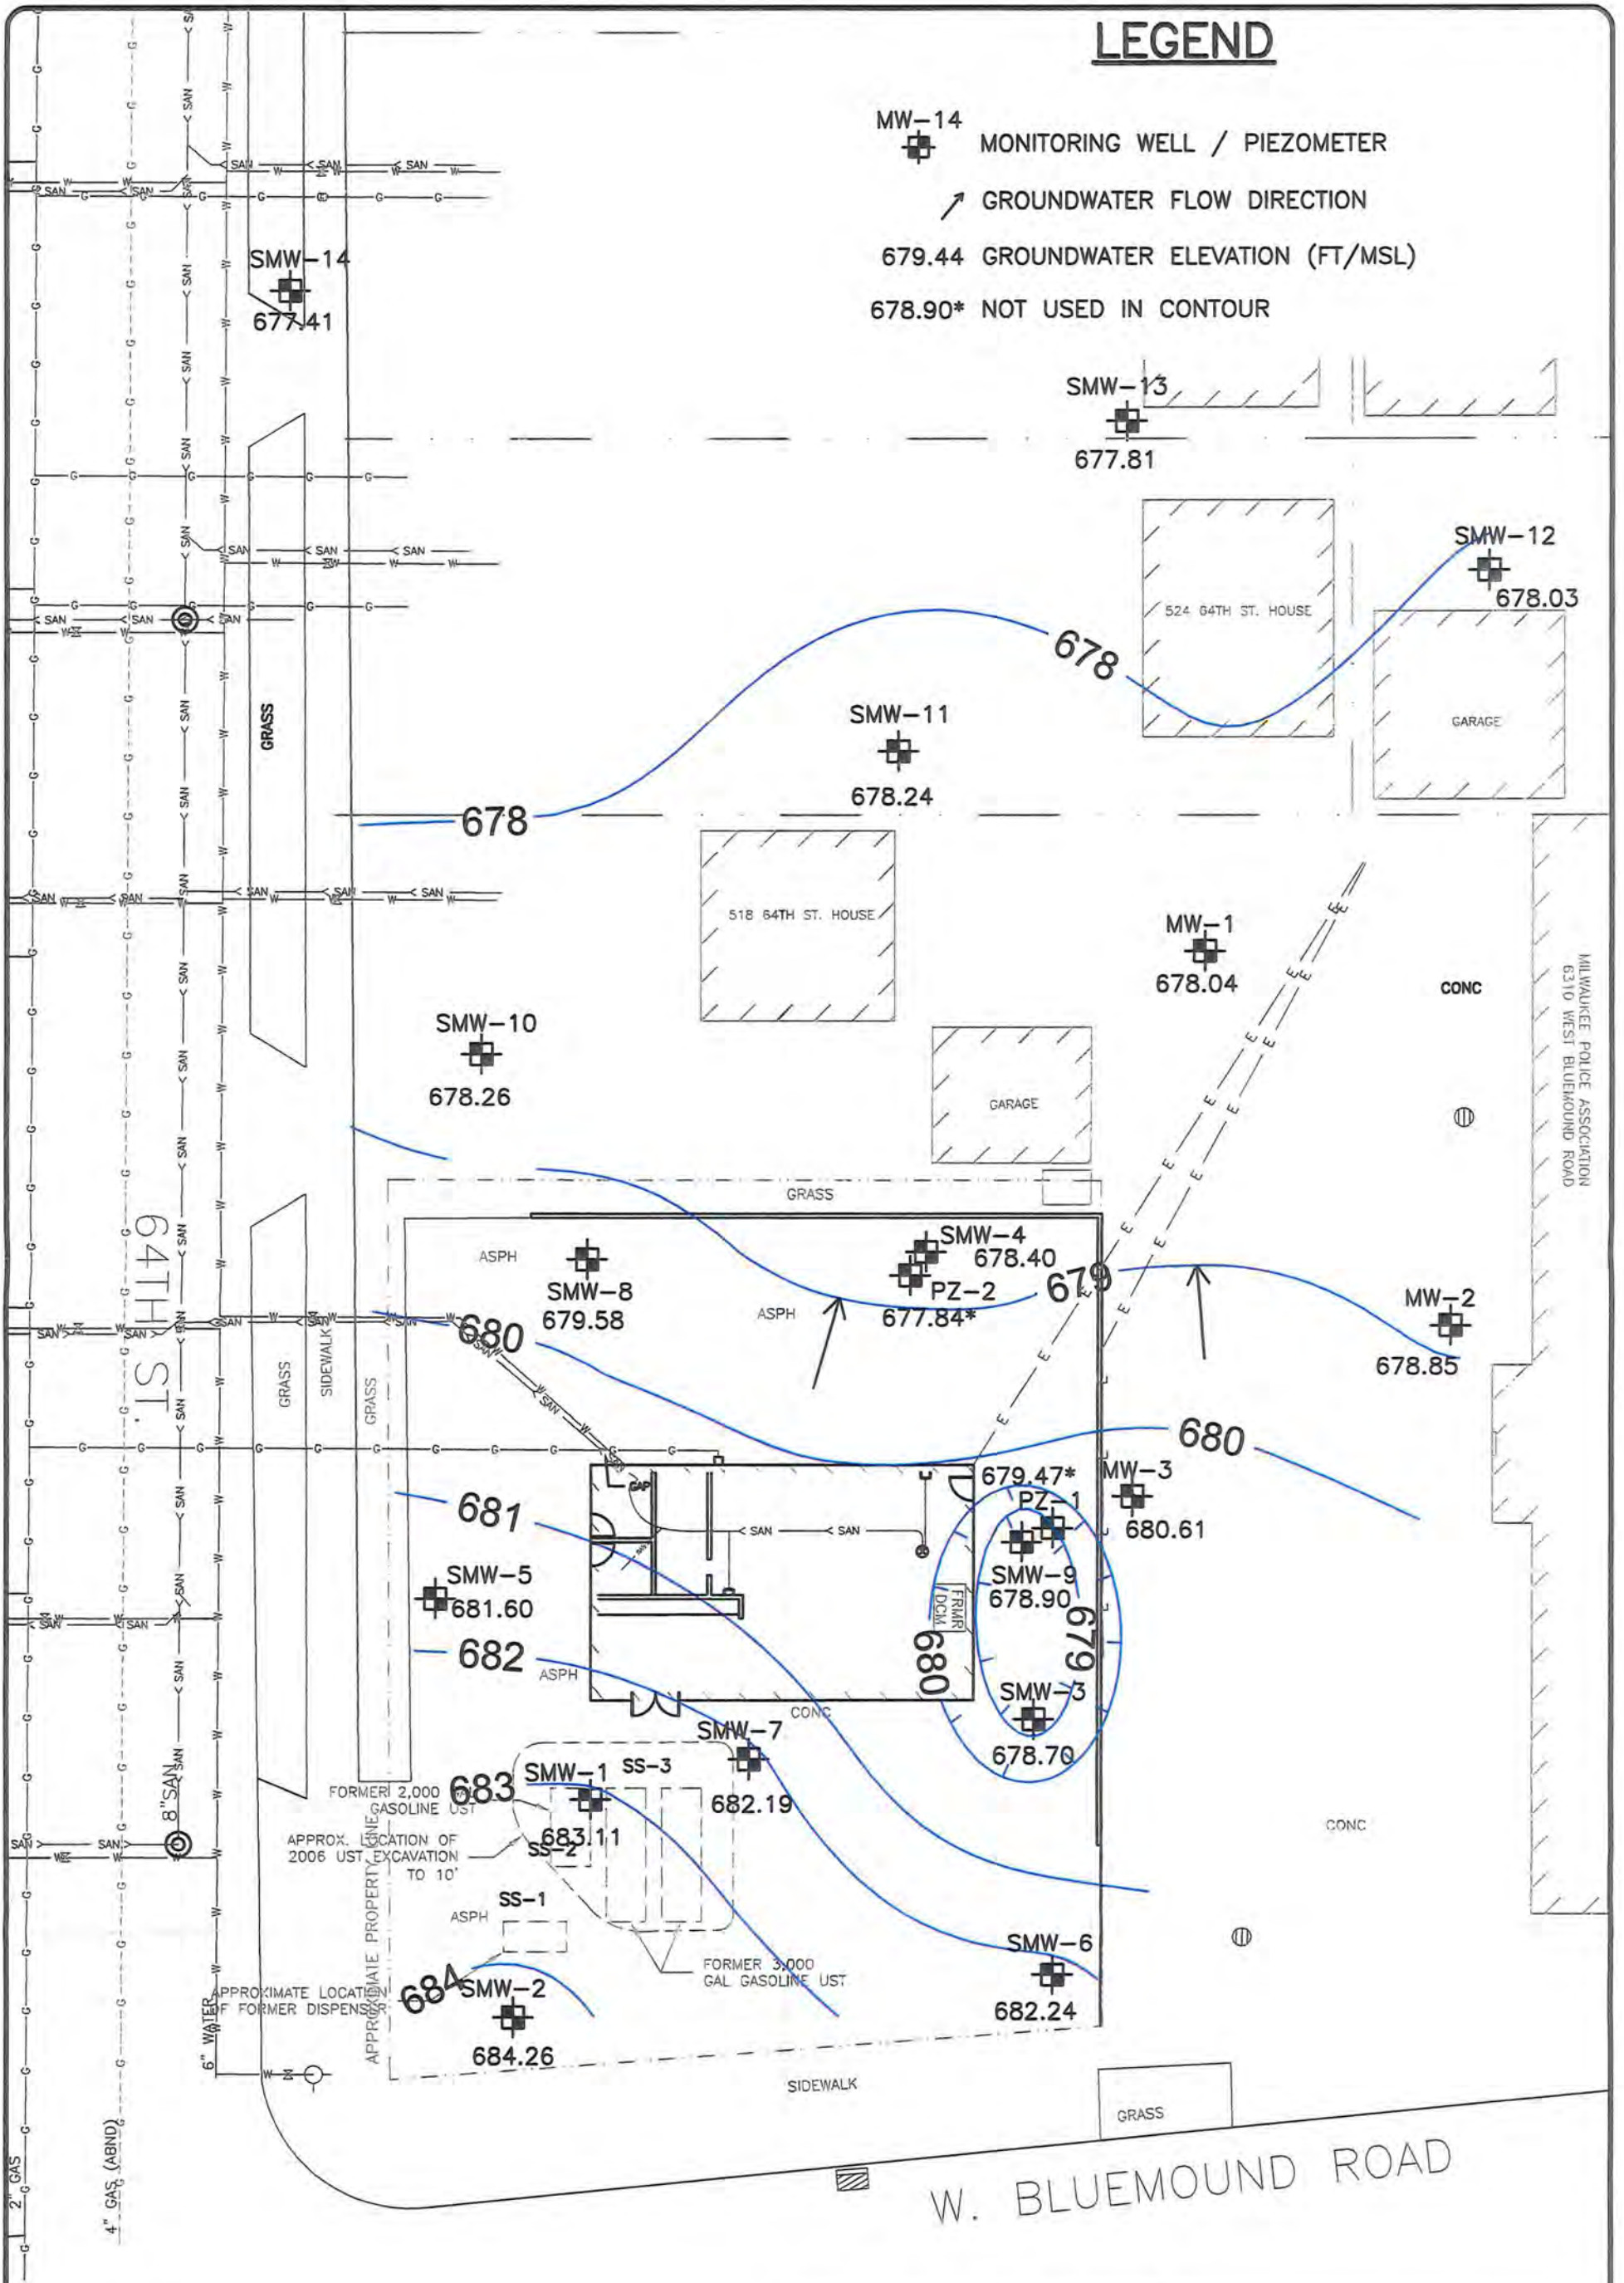 LEGEND
MW-14
MONITORING WELL / PIEZOMETER
GROUNDWATER FLOW DIRECTION
679.44 GROUNDWATER ELEVATION (FT/MSL)
678.90* NOT USED IN CONTOUR
SMW-14
677.41
SMW-13
677.81
SMW-12
678.03
524 64TH ST. HOUSE
678
GARAGE
GRASS
SMW-11
678.24
678
518 64TH ST. HOUSE
MW-1
678.04
CONC
MILWAUKEE POLICE ASSOCIATION
6310 WEST BLUEMOUND ROAD
SMW-10
678.26
GARAGE
GRASS
64TH ST.
ASPH
SMW-8
679.58
SMW-4
678.40
PZ-2
677.84*
679
ASPH
MW-2
678.85
680
GRASS
SIDEWALK
GRASS
680
681
GAP
679.47*
PZ-1
MW-3
680.61
SMW-9
678.90
SMW-5
681.60
FRMR
DCM
679
680
682
ASPH
SMW-3
678.70
CONC
SMW-7
682.19
SS-3
SMW-1
683
683.11
SS-2
FORMER 2,000 GAL
GASOLINE UST
APPROX. LOCATION OF
2006 UST EXCAVATION
TO 10'
CONC
8"SAN
SS-1
ASPH
APPROXIMATE PROPERTY LINE
FORMER 3,000
GAL GASOLINE UST
SMW-6
682.24
684
SMW-2
684.26
APPROXIMATE LOCATION
OF FORMER DISPENSER
6" WATER
SIDEWALK
GRASS
2" GAS
4" GAS (ABND)
W. BLUEMOUND ROAD